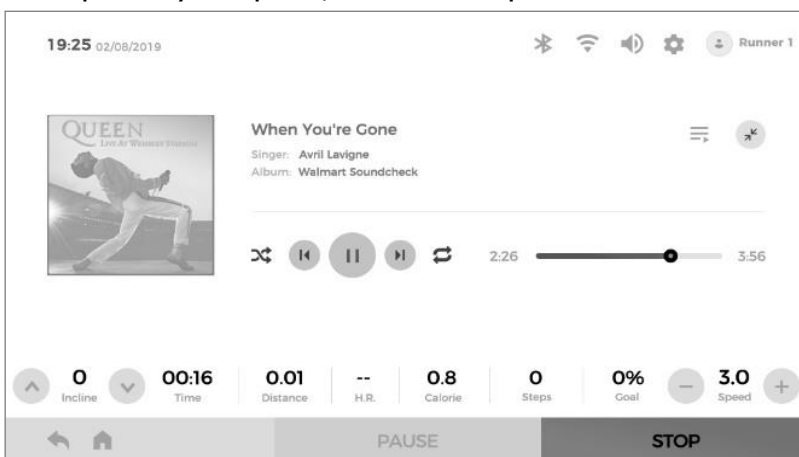 19:25 02/08/2019
Runner 1
QUEEN
LIVE AT WEMBLEY STADIUM
When You're Gone
Singer: Avril Lavigne
Album: Walmart Soundcheck
2:26 3:56
0 00:16 0.01 -- 0.8 0 0% 3.0
Incline Time Distance H.R. Calorie Steps Goal Speed
PAUSE STOP